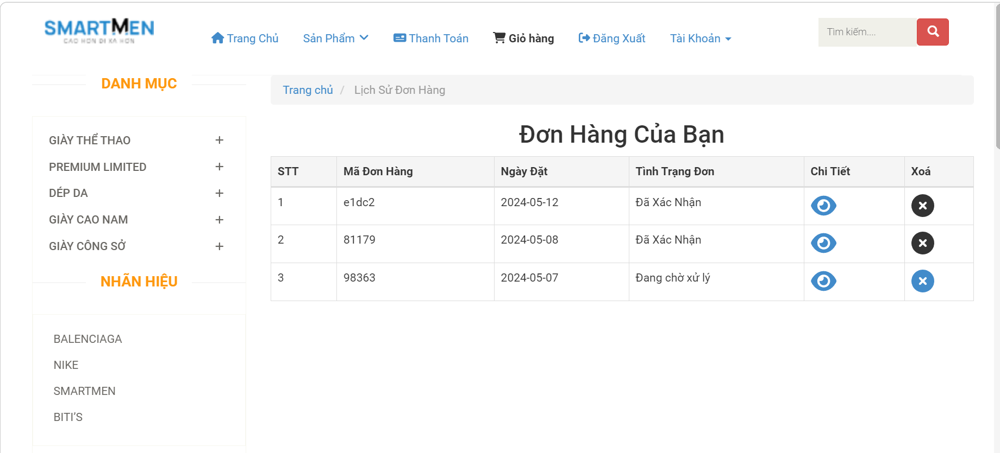 SMARTMEN
CAO HƠN ĐI XA HƠN
Trang Chủ Sản Phẩm Thanh Toán Giỏ hàng Đăng Xuất Tài Khoản
Tìm kiếm....
DANH MỤC
GIÀY THỂ THAO +
PREMIUM LIMITED +
DÉP DA +
GIÀY CAO NAM +
GIÀY CÔNG SỞ +
NHÃN HIỆU
BALENCIAGA
NIKE
SMARTMEN
BITI’S
Trang chủ / Lịch Sử Đơn Hàng
Đơn Hàng Của Bạn
STT Mã Đơn Hàng Ngày Đặt Tình Trạng Đơn Chi Tiết Xoá
1 e1dc2 2024-05-12 Đã Xác Nhận
2 81179 2024-05-08 Đã Xác Nhận
3 98363 2024-05-07 Đang chờ xử lý